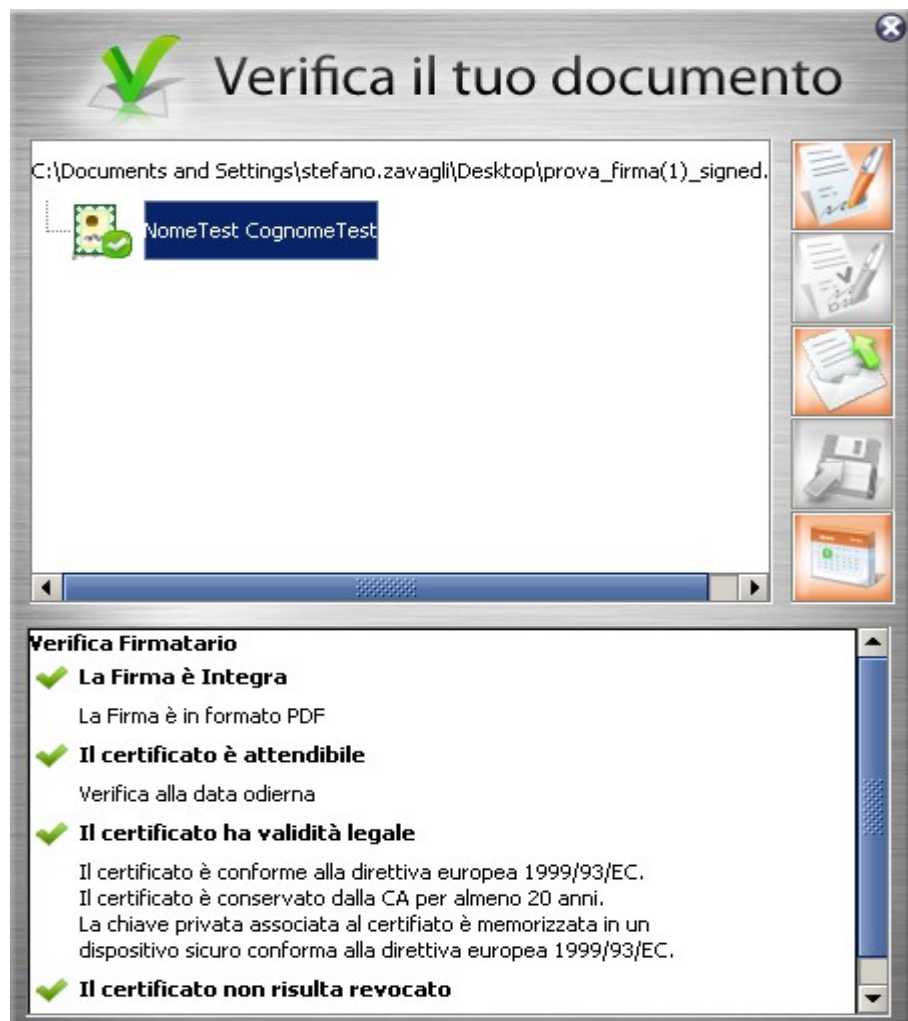 Verifica il tuo documento
C:\Documents and Settings\stefano.zavagli\Desktop\prova_firma(1)_signed.
NomeTest CognomeTest
Verifica Firmatario
La Firma è Integra
La Firma è in formato PDF
Il certificato è attendibile
Verifica alla data odierna
Il certificato ha validità legale
Il certificato è conforme alla direttiva europea 1999/93/EC.
Il certificato è conservato dalla CA per almeno 20 anni.
La chiave privata associata al certifiato è memorizzata in un
dispositivo sicuro conforma alla direttiva europea 1999/93/EC.
Il certificato non risulta revocato